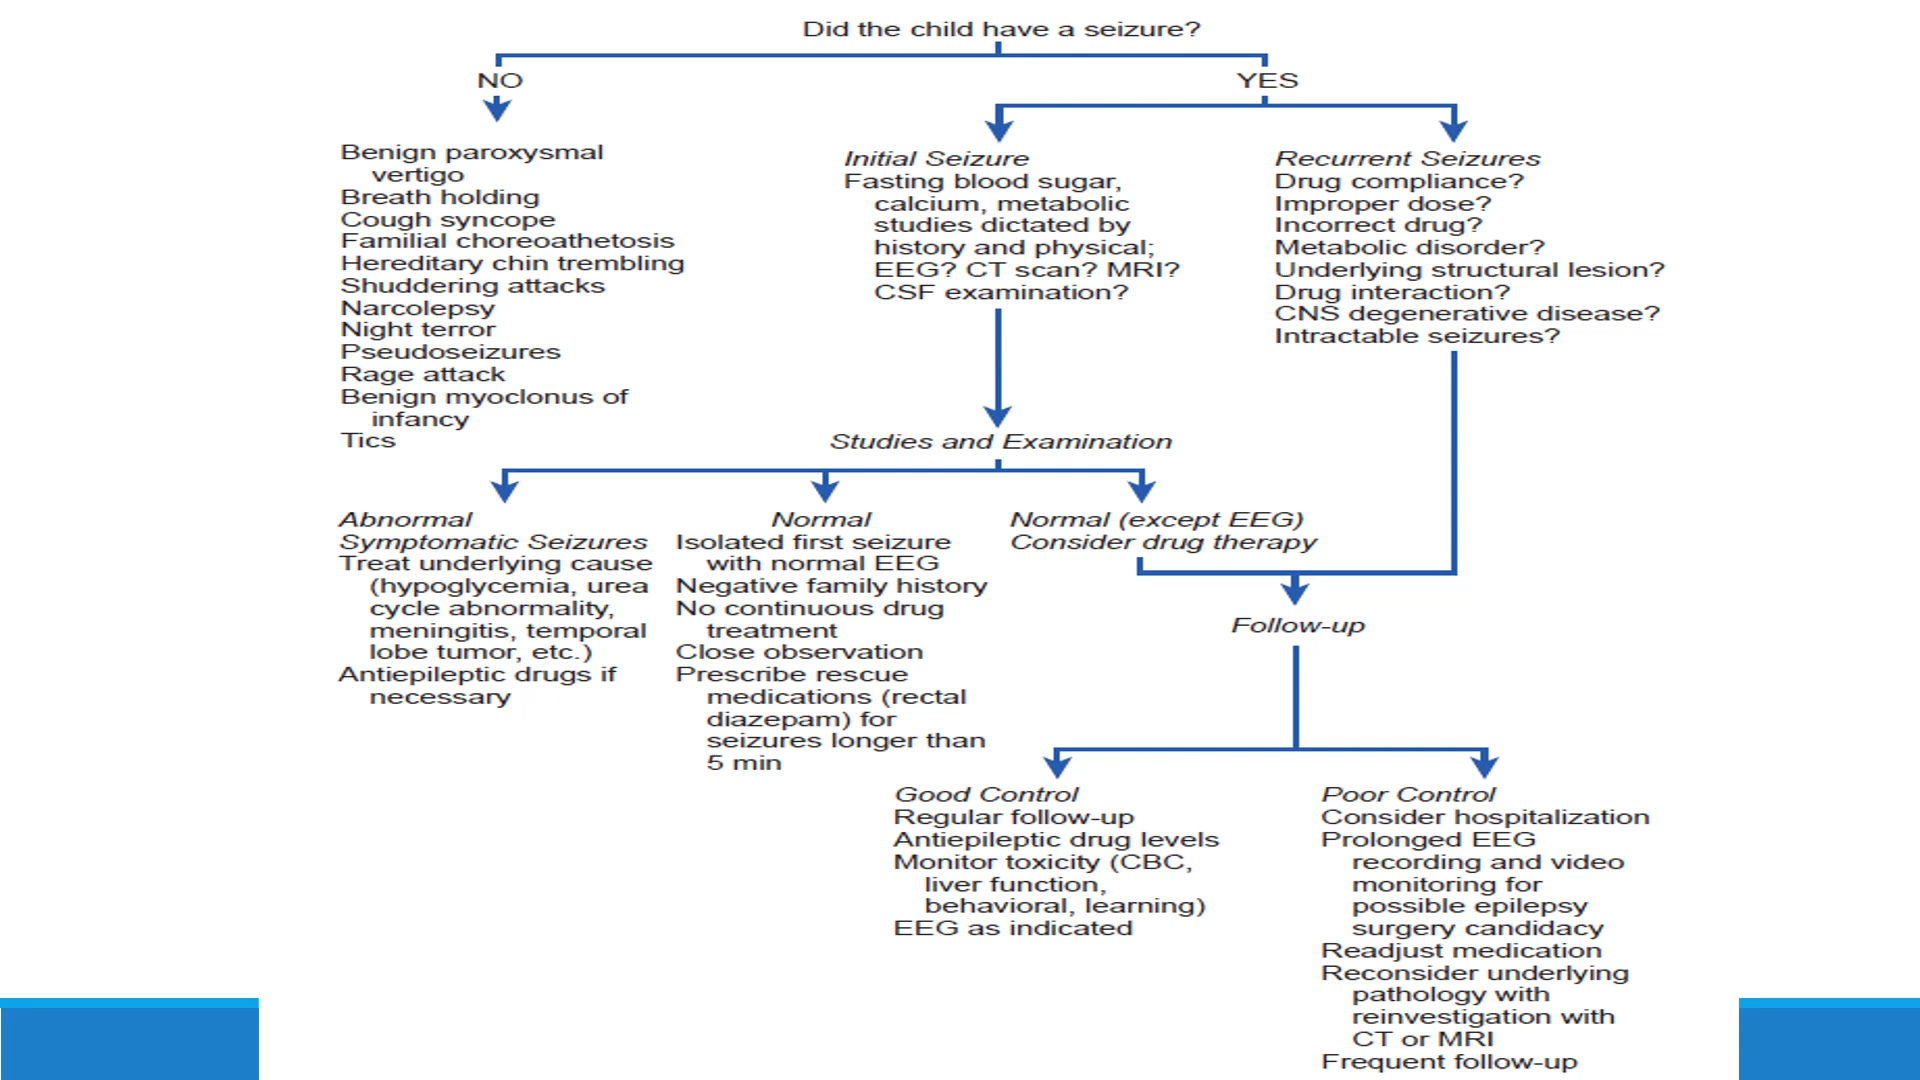 Did the child have a seizure?
NO
YES
Benign paroxysmal
vertigo
Breath holding
Cough syncope
Familial choreoathetosis
Hereditary chin trembling
Shuddering attacks
Narcolepsy
Night terror
Pseudoseizures
Rage attack
Benign myoclonus of
infancy
Tics
Initial Seizure
Fasting blood sugar,
calcium, metabolic
studies dictated by
history and physical;
EEG? CT scan? MRI?
CSF examination?
Recurrent Seizures
Drug compliance?
Improper dose?
Incorrect drug?
Metabolic disorder?
Underlying structural lesion?
Drug interaction?
CNS degenerative disease?
Intractable seizures?
Studies and Examination
Abnormal
Symptomatic Seizures
Treat underlying cause
(hypoglycemia, urea
cycle abnormality,
meningitis, temporal
lobe tumor, etc.)
Antiepileptic drugs if
necessary
Normal
Isolated first seizure
with normal EEG
Negative family history
No continuous drug
treatment
Close observation
Prescribe rescue
medications (rectal
diazepam) for
seizures longer than
5 min
Normal (except EEG)
Consider drug therapy
Follow-up
Good Control
Regular follow-up
Antiepileptic drug levels
Monitor toxicity (CBC,
liver function,
behavioral, learning)
EEG as indicated
Poor Control
Consider hospitalization
Prolonged EEG
recording and video
monitoring for
possible epilepsy
surgery candidacy
Readjust medication
Reconsider underlying
pathology with
reinvestigation with
CT or MRI
Frequent follow-up